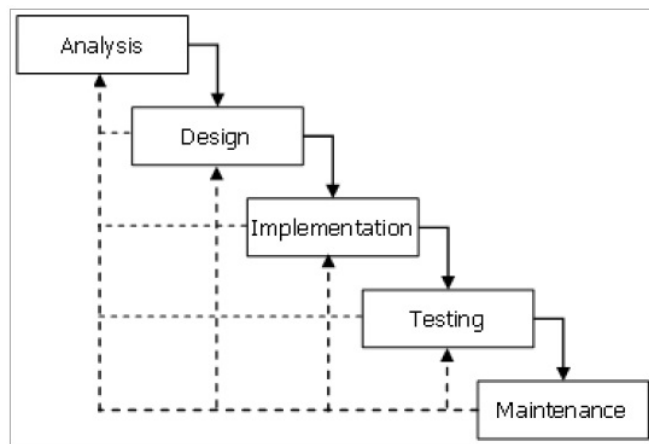 Analysis
Design
Implementation
Testing
Maintenance